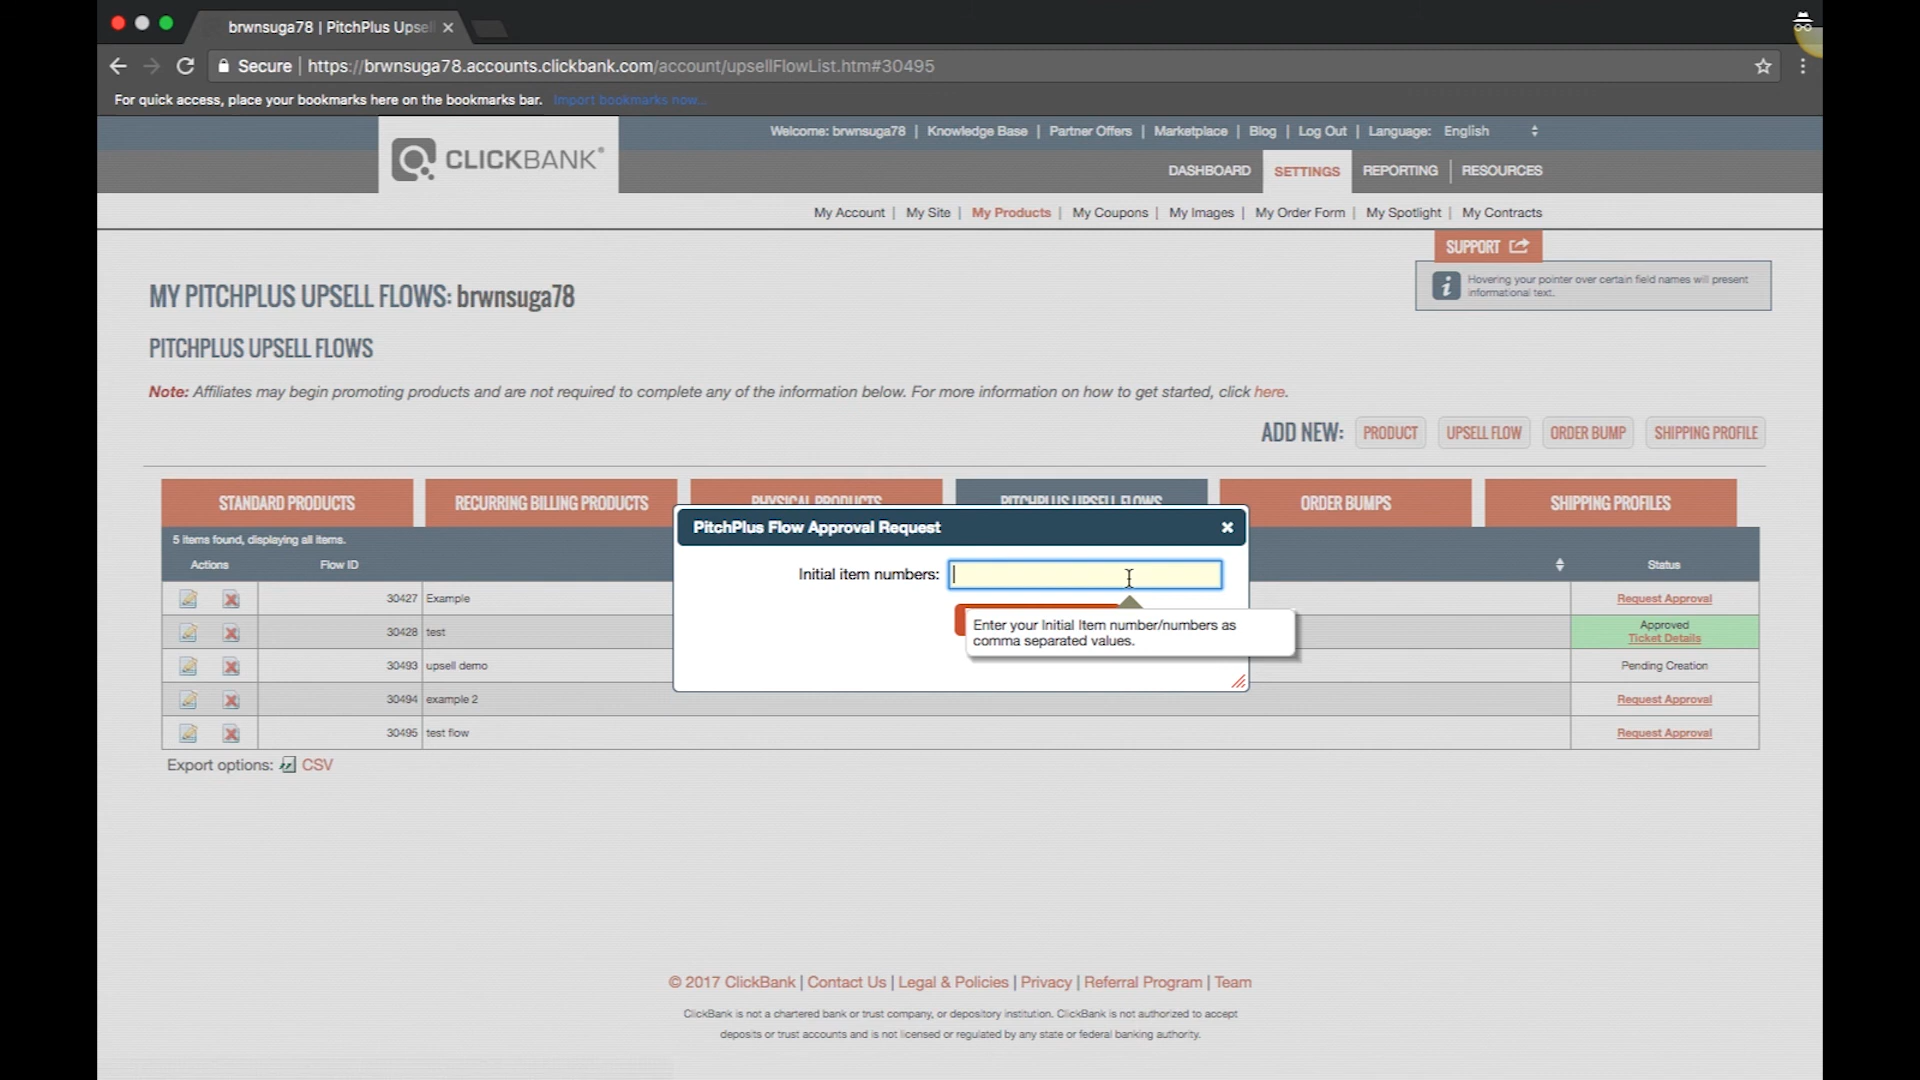 brwnsuga78 | PitchPlus Upsell
Secure | https://brwnsuga78.accounts.clickbank.com/account/upsellFlowList.htm#30495
For quick access, place your bookmarks here on the bookmarks bar. Import bookmarks now...
Welcome: brwnsuga78 | Knowledge Base | Partner Offers | Marketplace | Blog | Log Out | Language: English
CLICKBANK®
DASHBOARD SETTINGS REPORTING | RESOURCES
My Account | My Site | My Products | My Coupons | My Images | My Order Form | My Spotlight | My Contracts
SUPPORT
Hovering your pointer over certain field names will present
informational text.
MY PITCHPLUS UPSELL FLOWS: brwnsuga78
PITCHPLUS UPSELL FLOWS
Note: Affiliates may begin promoting products and are not required to complete any of the information below. For more information on how to get started, click here.
ADD NEW: PRODUCT UPSELL FLOW ORDER BUMP SHIPPING PROFILE
STANDARD PRODUCTS RECURRING BILLING PRODUCTS PHYSICAL PRODUCTS PITCHPLUS UPSELL FLOWS ORDER BUMPS SHIPPING PROFILES
5 items found, displaying all items.
Actions Flow ID Status
PitchPlus Flow Approval Request
Initial item numbers:
Enter your Initial Item number/numbers as
comma separated values.
30427 Example Request Approval
30428 test Approved
Ticket Details
30493 upsell demo Pending Creation
30494 example 2 Request Approval
30495 test flow Request Approval
Export options: CSV
© 2017 ClickBank | Contact Us | Legal & Policies | Privacy | Referral Program | Team
ClickBank is not a chartered bank or trust company, or depository institution. ClickBank is not authorized to accept
deposits or trust accounts and is not licensed or regulated by any state or federal banking authority.